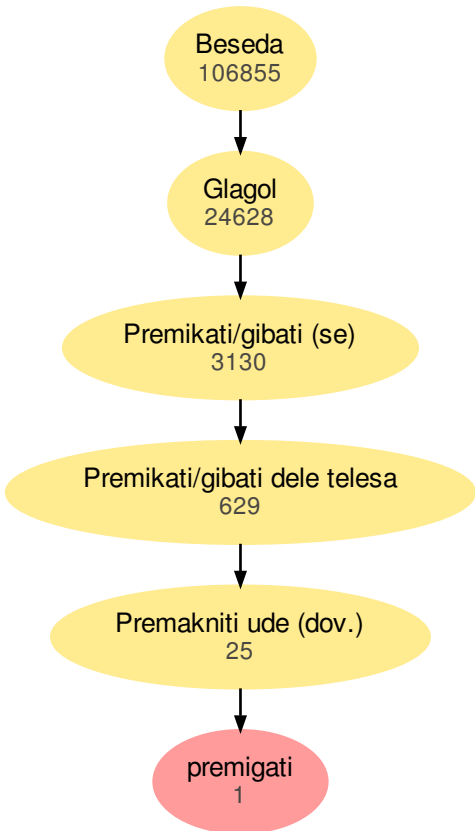 Beseda
106855
Glagol
24628
Premikati/gibati (se)
3130
Premikati/gibati dele telesa
629
Premakniti ude (dov.)
25
premigati
1